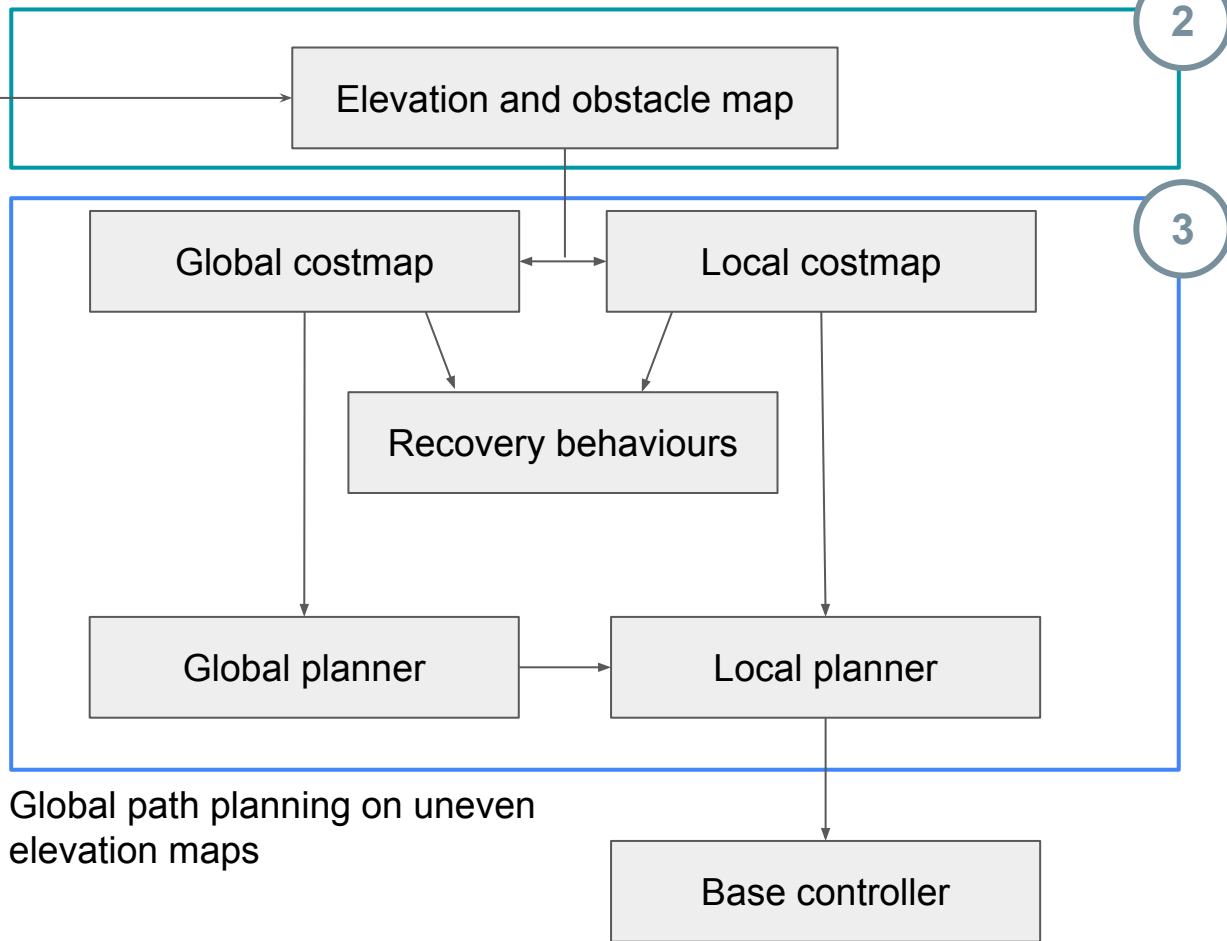 2
Elevation and obstacle map
3
Global costmap
Local costmap
Recovery behaviours
Global planner
Local planner
Global path planning on uneven
elevation maps
Base controller